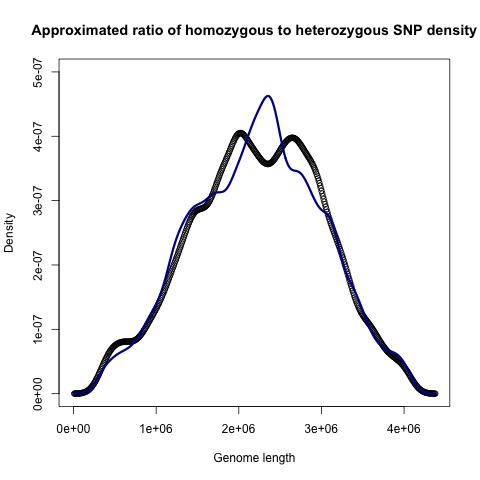 Approximated ratio of homozygous to heterozygous SNP density
Density
5e-07
4e-07
3e-07
2e-07
1e-07
0e+00
0e+00 1e+06 2e+06 3e+06 4e+06
Genome length